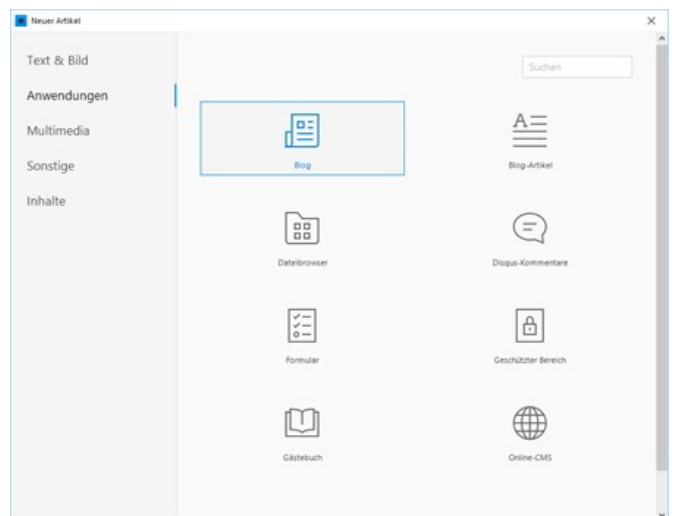 Neuer Artikel
Text & Bild
Suchen
Anwendungen
Multimedia
Sonstige
Inhalte
Blog
Blog-Artikel
Dateibrowser
Disqus-Kommentare
Formular
Geschützter Bereich
Gästebuch
Online-CMS